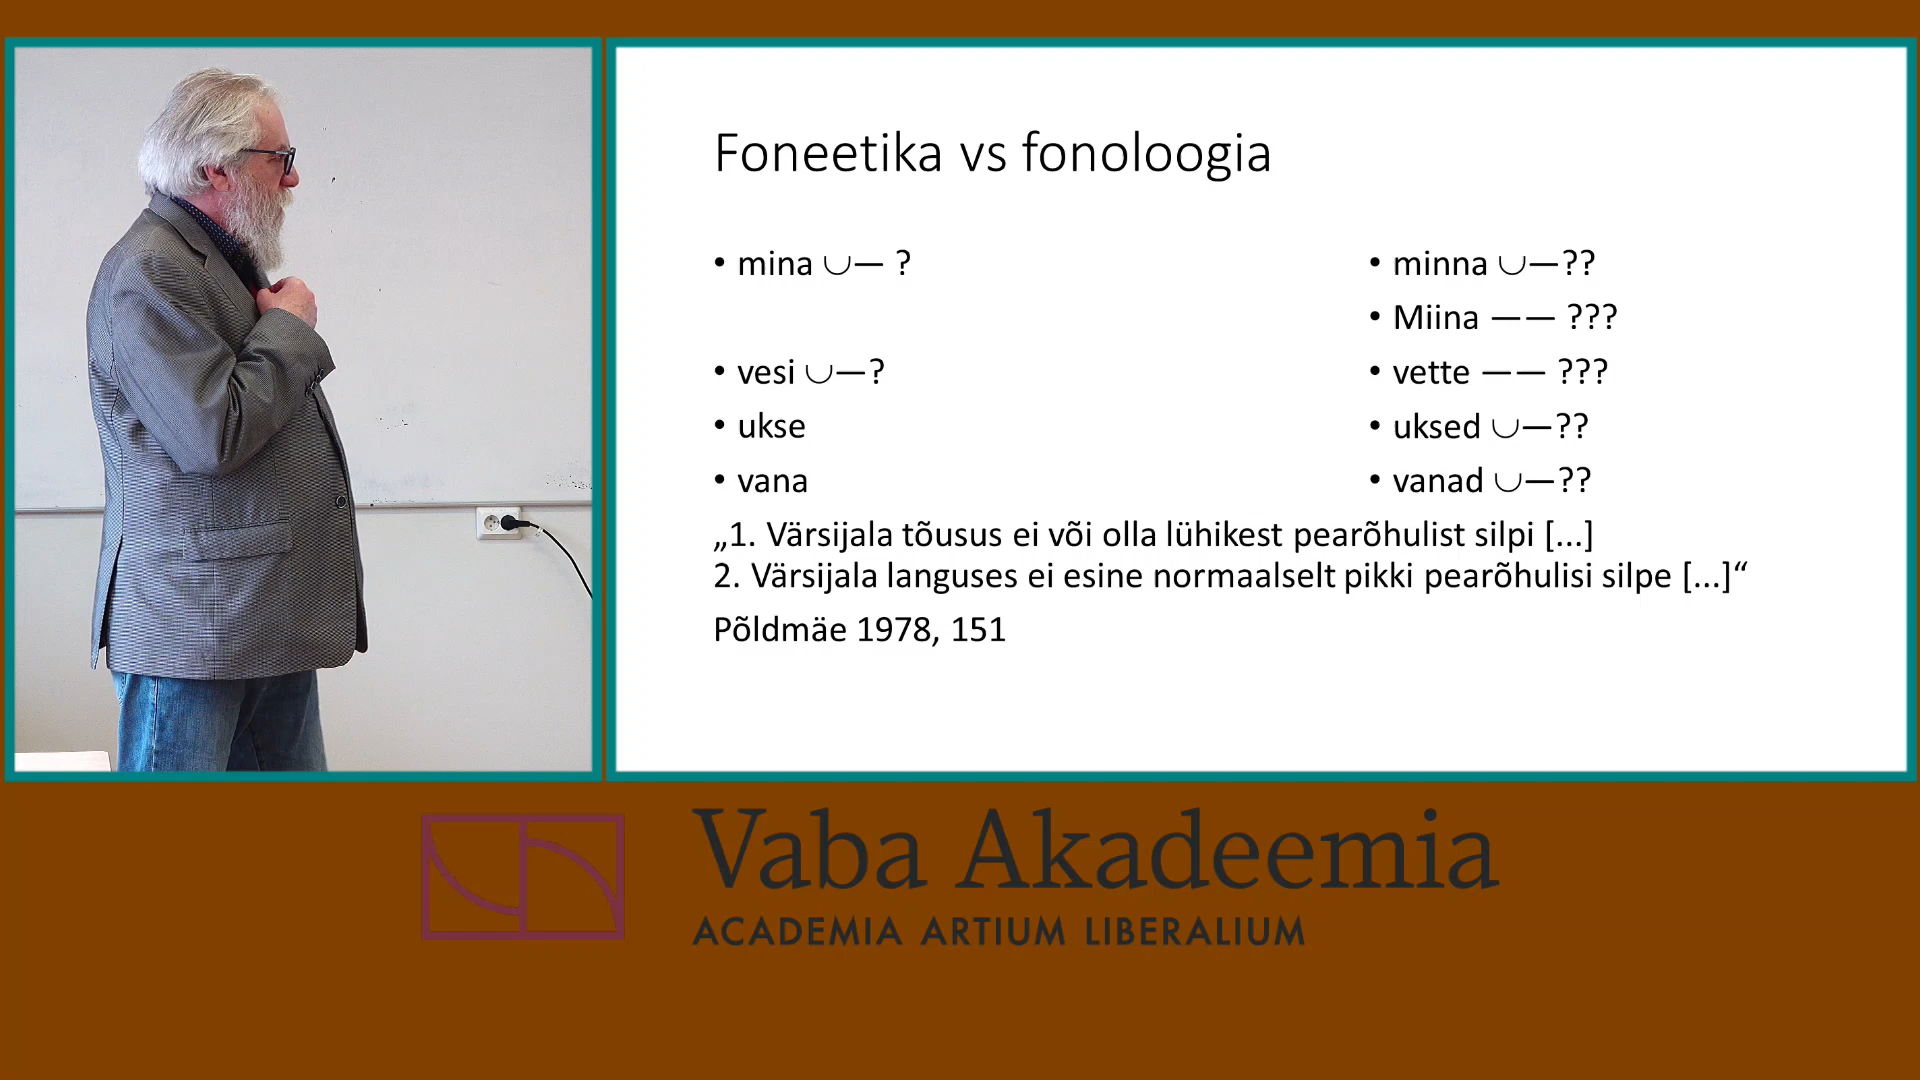 Foneetika vs fonoloogia
• mina ◡— ?
• vesi ◡—?
• ukse
• vana
• minna ◡—??
• Miina —— ???
• vette —— ???
• uksed ◡—??
• vanad ◡—??
„1. Värsijala tõusus ei või olla lühikest pearõhulist silpi [...]
2. Värsijala languses ei esine normaalselt pikki pearõhulisi silpe [...]“
Põldmäe 1978, 151
Vaba Akadeemia
ACADEMIA ARTIUM LIBERALIUM